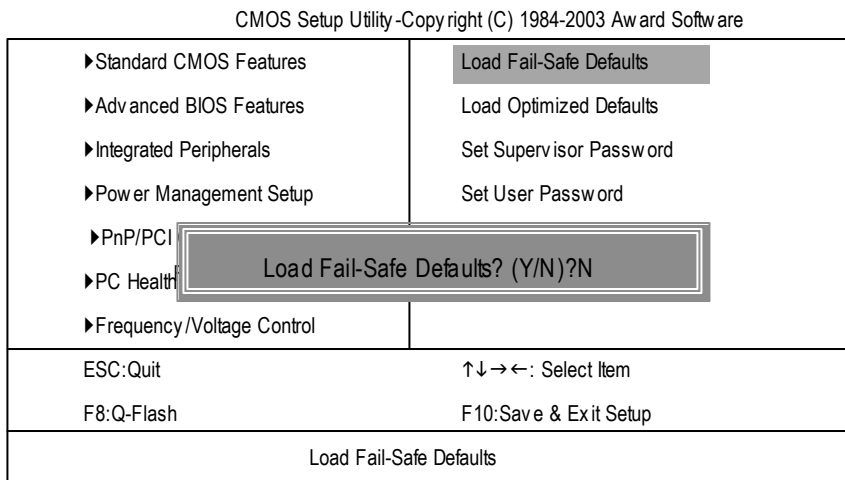 CMOS Setup Utility-Copyright (C) 1984-2003 Award Software
▶Standard CMOS Features
▶Advanced BIOS Features
▶Integrated Peripherals
▶Power Management Setup
▶PnP/PCI
▶PC Health
▶Frequency/Voltage Control
Load Fail-Safe Defaults
Load Optimized Defaults
Set Supervisor Password
Set User Password
Load Fail-Safe Defaults? (Y/N)?N
ESC:Quit
↑↓→←: Select Item
F8:Q-Flash
F10:Save & Exit Setup
Load Fail-Safe Defaults